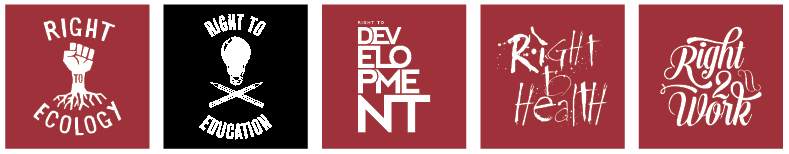 RIGHT
TO
ECOLOGY
RIGHT TO
EDUCATION
RIGHT TO
DEV
ELO
PME
NT
Right
to
HealtH
Right
2
Work